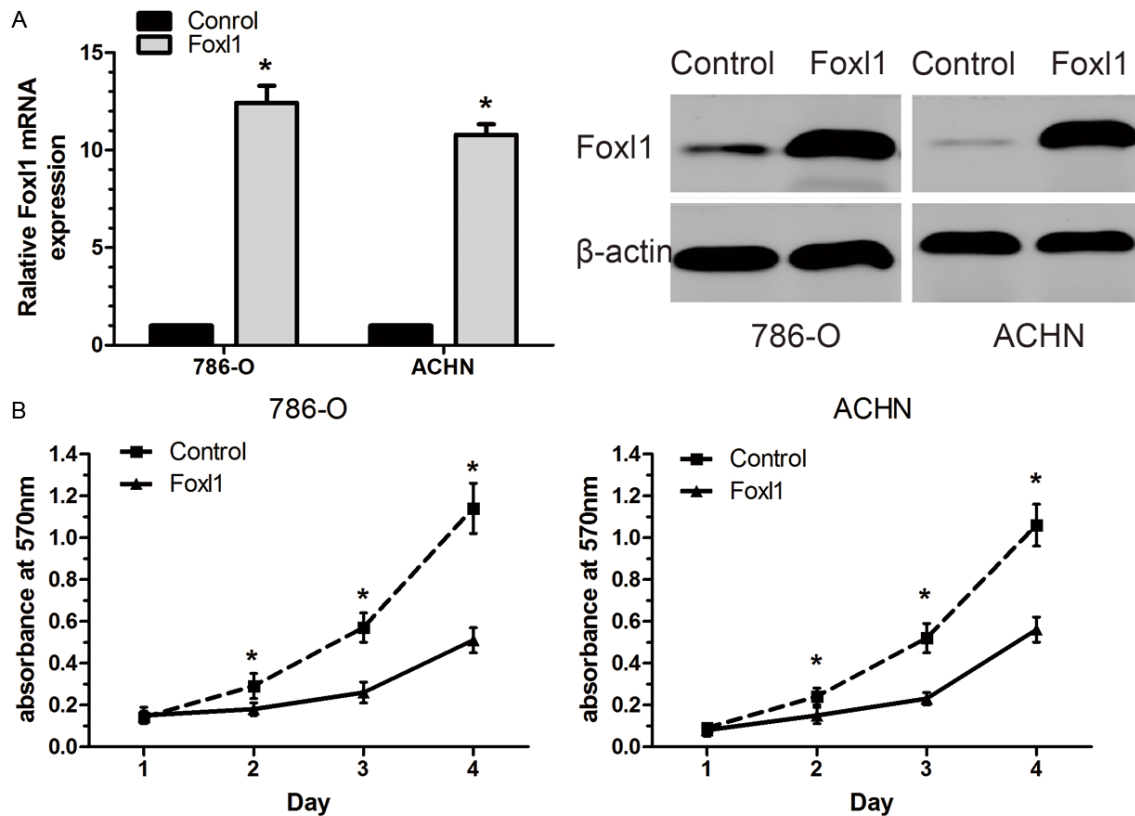 A
Conrol
Foxl1
Ralative Foxl1 mRNA
expression
15
10
5
0
*
*
786-O
ACHN
Control
Foxl1
Control
Foxl1
Foxl1
β-actin
786-O
ACHN
B
786-O
Control
Foxl1
absorbance at 570nm
1.4
1.2
1.0
0.8
0.6
0.4
0.2
0.0
*
*
*
1
2
3
4
Day
ACHN
Control
Foxl1
absorbance at 570nm
1.4
1.2
1.0
0.8
0.6
0.4
0.2
0.0
*
*
*
1
2
3
4
Day